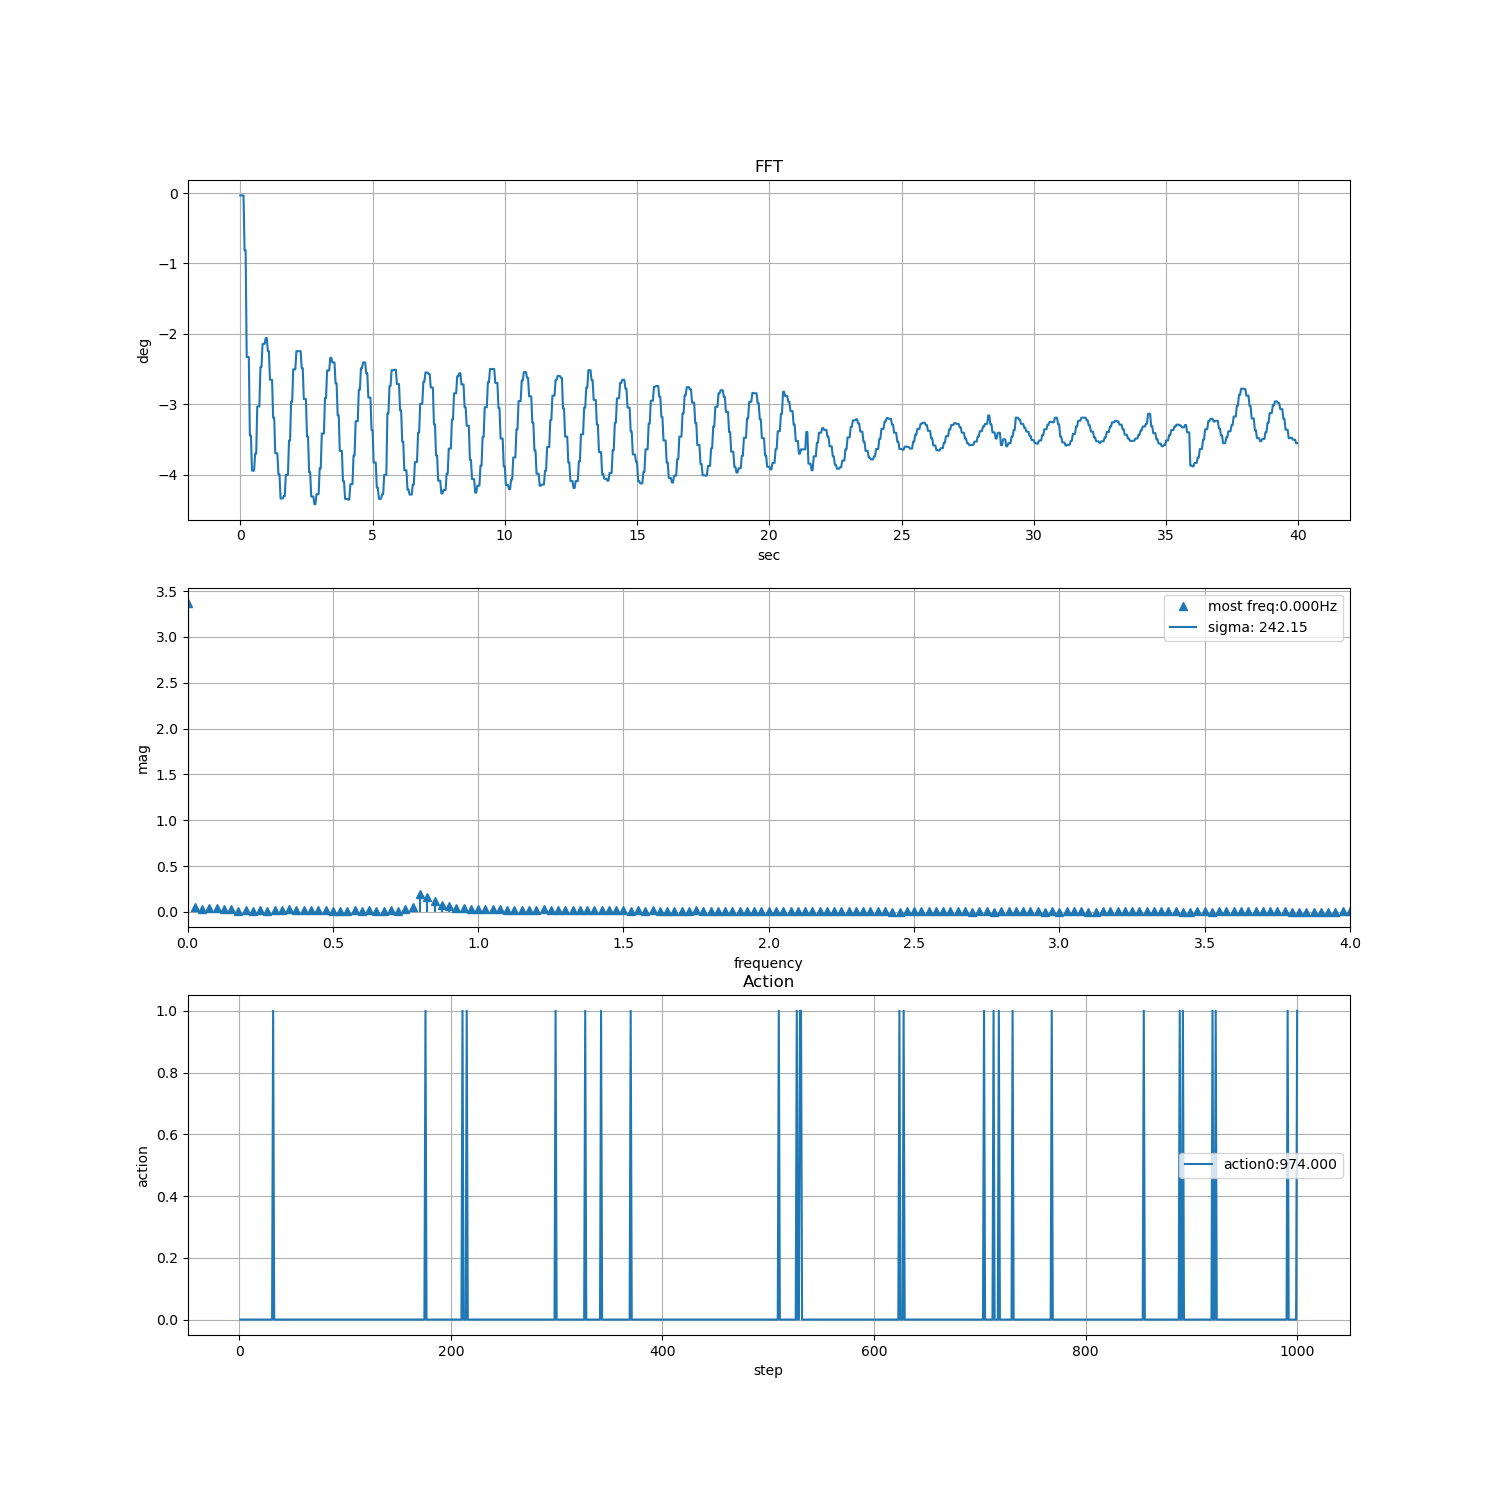 FFT
0
−1
−2
−3
−4
deg
0 5 10 15 20 25 30 35 40
sec
3.5
3.0
2.5
2.0
1.5
1.0
0.5
0.0
mag
most freq:0.000Hz
sigma: 242.15
0.0 0.5 1.0 1.5 2.0 2.5 3.0 3.5 4.0
frequency
Action
1.0
0.8
0.6
0.4
0.2
0.0
action
action0:974.000
0 200 400 600 800 1000
step